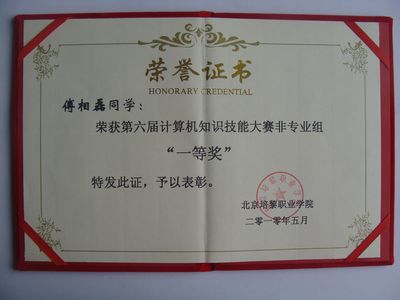 荣誉证书
HONORARY CREDENTIAL
傅相磊同学：
荣获第六届计算机知识技能大赛非专业组
“一等奖”
特发此证，予以表彰。
北京培黎职业学院
二零一零年五月